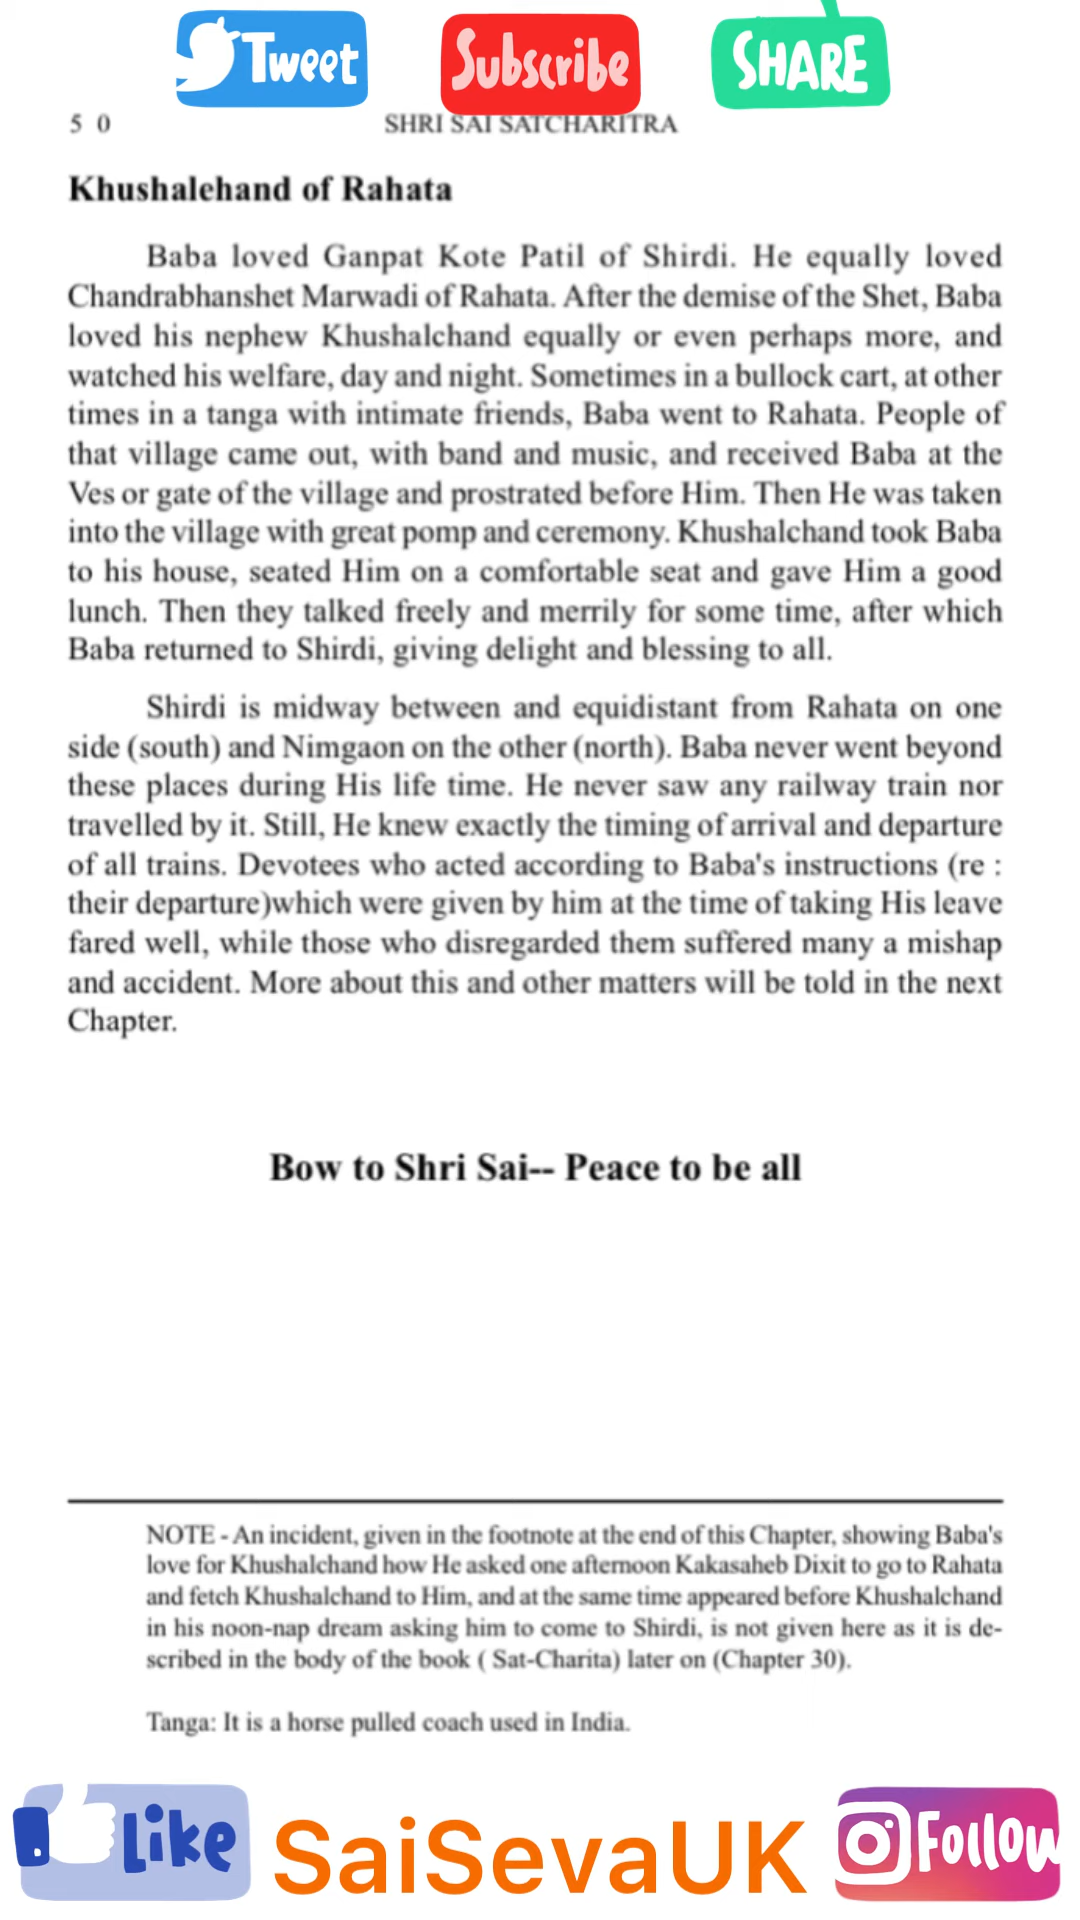 Tweet
Subscribe
SHARE
5 0 SHRI SAI SATCHARITRA
Khushalehand of Rahata
Baba loved Ganpat Kote Patil of Shirdi. He equally loved
Chandrabhanshet Marwadi of Rahata. After the demise of the Shet, Baba
loved his nephew Khushalchand equally or even perhaps more, and
watched his welfare, day and night. Sometimes in a bullock cart, at other
times in a tanga with intimate friends, Baba went to Rahata. People of
that village came out, with band and music, and received Baba at the
Ves or gate of the village and prostrated before Him. Then He was taken
into the village with great pomp and ceremony. Khushalchand took Baba
to his house, seated Him on a comfortable seat and gave Him a good
lunch. Then they talked freely and merrily for some time, after which
Baba returned to Shirdi, giving delight and blessing to all.
Shirdi is midway between and equidistant from Rahata on one
side (south) and Nimgaon on the other (north). Baba never went beyond
these places during His life time. He never saw any railway train nor
travelled by it. Still, He knew exactly the timing of arrival and departure
of all trains. Devotees who acted according to Baba's instructions (re :
their departure)which were given by him at the time of taking His leave
fared well, while those who disregarded them suffered many a mishap
and accident. More about this and other matters will be told in the next
Chapter.
Bow to Shri Sai-- Peace to be all
NOTE - An incident, given in the footnote at the end of this Chapter, showing Baba's
love for Khushalchand how He asked one afternoon Kakasaheb Dixit to go to Rahata
and fetch Khushalchand to Him, and at the same time appeared before Khushalchand
in his noon-nap dream asking him to come to Shirdi, is not given here as it is de-
scribed in the body of the book ( Sat-Charita) later on (Chapter 30).
Tanga: It is a horse pulled coach used in India.
Like
SaiSevaUK
Follow